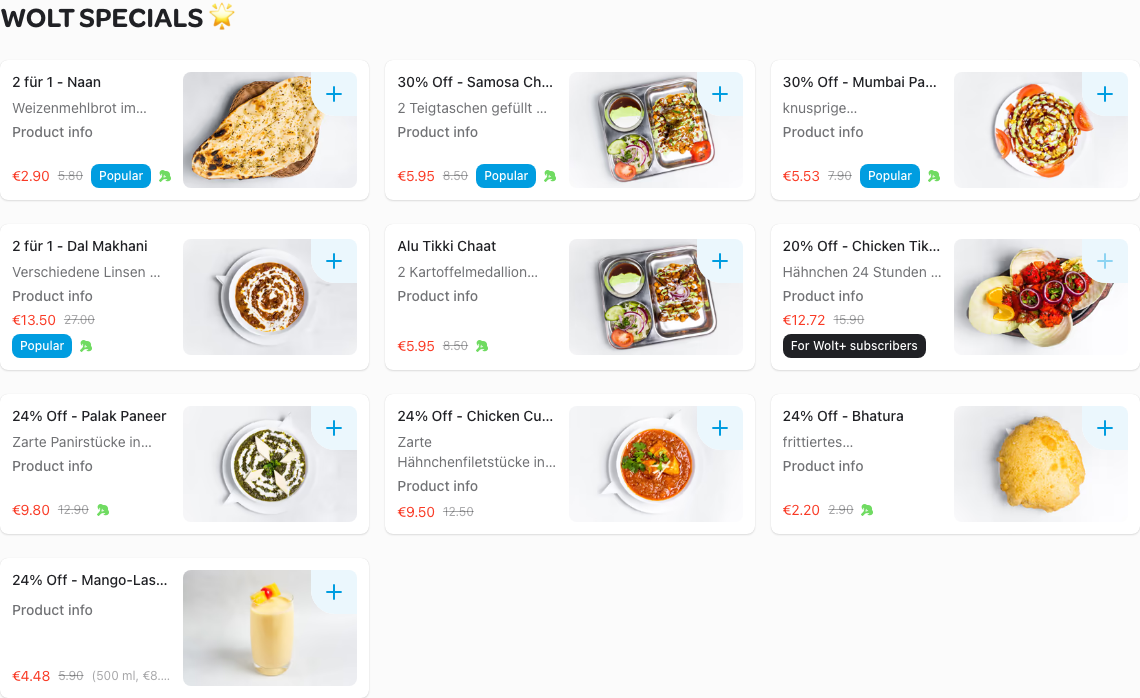 WOLT SPECIALS 🌟
2 für 1 - Naan
Weizenmehlbrot im...
Product info
€2.90 5.80 Popular
30% Off - Samosa Ch...
2 Teigtaschen gefüllt ...
Product info
€5.95 8.50 Popular
30% Off - Mumbai Pa...
knusprige...
Product info
€5.53 7.90 Popular
2 für 1 - Dal Makhani
Verschiedene Linsen ...
Product info
€13.50 27.00
Popular
Alu Tikki Chaat
2 Kartoffelmedallion...
Product info
€5.95 8.50
20% Off - Chicken Tik...
Hähnchen 24 Stunden ...
Product info
€12.72 15.90
For Wolt+ subscribers
24% Off - Palak Paneer
Zarte Panirstücke in...
Product info
€9.80 12.90
24% Off - Chicken Cu...
Zarte
Hähnchenfiletstücke in...
Product info
€9.50 12.50
24% Off - Bhatura
frittiertes...
Product info
€2.20 2.90
24% Off - Mango-Las...
Product info
€4.48 5.90 (500 ml, €8....